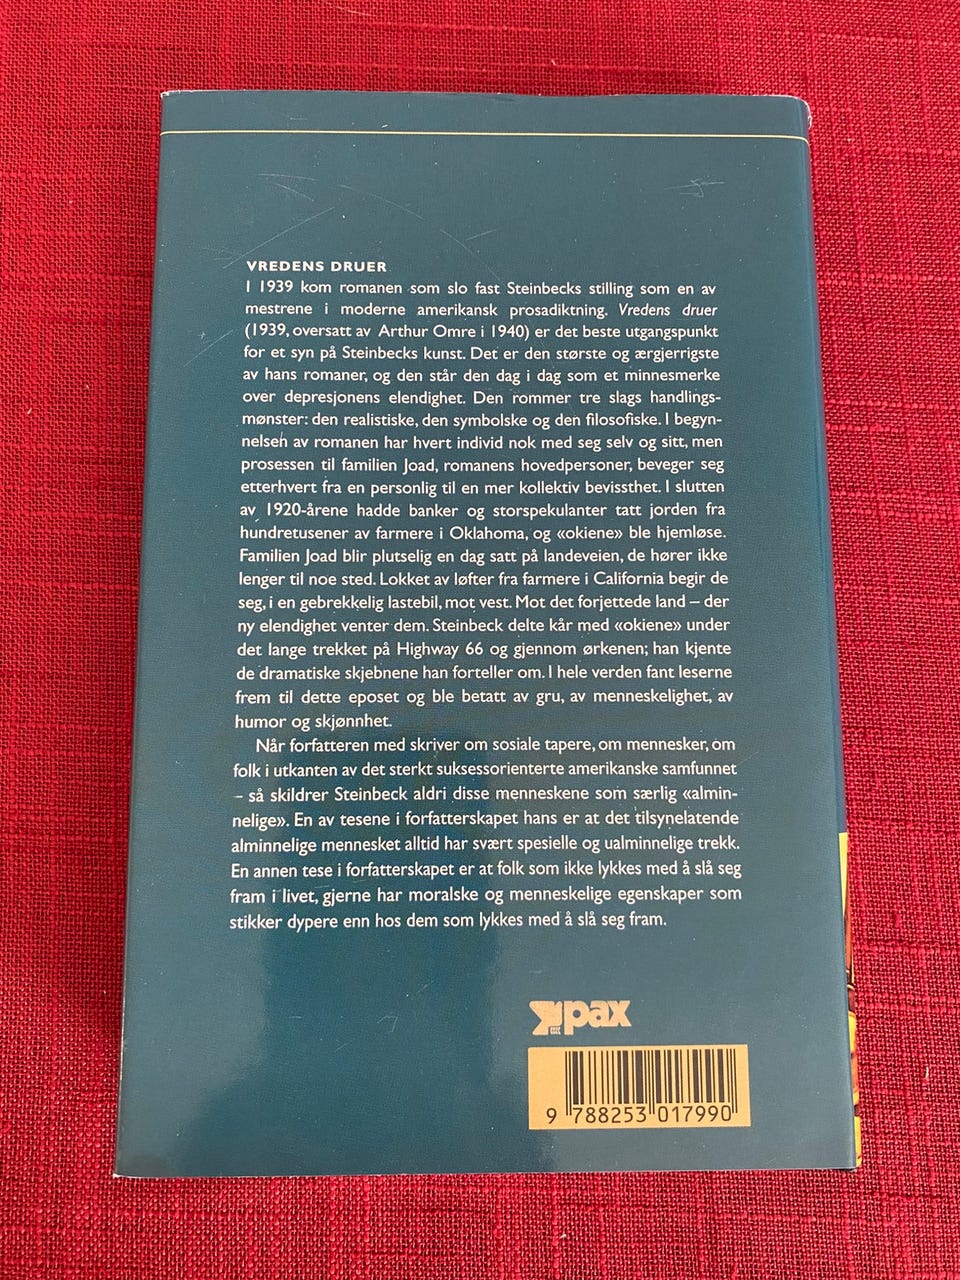 VREDENS DRUER
I 1939 kom romanen som slo fast Steinbecks stilling som en av
mestrene i moderne amerikansk prosadiktning. Vredens druer
(1939, oversatt av Arthur Omre i 1940) er det beste utgangspunkt
for et syn på Steinbecks kunst. Det er den største og ærgjerrigste
av hans romaner, og den står den dag i dag som et minnesmerke
over depresjonens elendighet. Den rommer tre slags handlings-
mønster: den realistiske, den symbolske og den filosofiske. I begyn-
nelsen av romanen har hvert individ nok med seg selv og sitt, men
prosessen til familien Joad, romanens hovedpersoner, beveger seg
etterhvert fra en personlig til en mer kollektiv bevissthet. I slutten
av 1920-årene hadde banker og storspekulanter tatt jorden fra
hundretusener av farmere i Oklahoma, og «okiene» ble hjemløse.
Familien Joad blir plutselig en dag satt på landeveien, de hører ikke
lenger til noe sted. Lokket av løfter fra farmere i California begir de
seg, i en gebrekkelig lastebil, mot vest. Mot det forjettede land – der
ny elendighet venter dem. Steinbeck delte kår med «okiene» under
det lange trekket på Highway 66 og gjennom ørkenen; han kjente
de dramatiske skjebnene han forteller om. I hele verden fant leserne
frem til dette eposet og ble betatt av gru, av menneskelighet, av
humor og skjønnhet.
Når forfatteren med skriver om sosiale tapere, om mennesker, om
folk i utkanten av det sterkt suksessorienterte amerikanske samfunnet
– så skildrer Steinbeck aldri disse menneskene som særlig «almin-
nelige». En av tesene i forfatterskapet hans er at det tilsynelatende
alminnelige mennesket alltid har svært spesielle og ualminnelige trekk.
En annen tese i forfatterskapet er at folk som ikke lykkes med å slå seg
fram i livet, gjerne har moralske og menneskelige egenskaper som
stikker dypere enn hos dem som lykkes med å slå seg fram.
pax
9 788253 017990